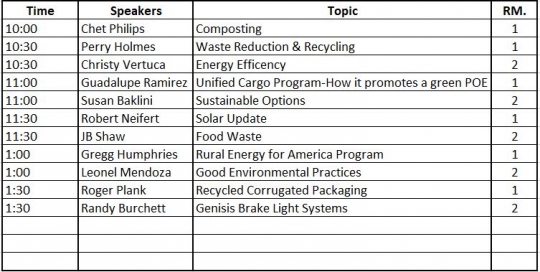 Time Speakers Topic RM.
10:00 Chet Philips Composting 1
10:30 Perry Holmes Waste Reduction & Recycling 1
10:30 Christy Vertuca Energy Efficency 2
11:00 Guadalupe Ramirez Unified Cargo Program-How it promotes a green POE 1
11:00 Susan Baklini Sustainable Options 2
11:30 Robert Neifert Solar Update 1
11:30 JB Shaw Food Waste 2
1:00 Gregg Humphries Rural Energy for America Program 1
1:00 Leonel Mendoza Good Environmental Practices 2
1:30 Roger Plank Recycled Corrugated Packaging 1
1:30 Randy Burchett Genisis Brake Light Systems 2